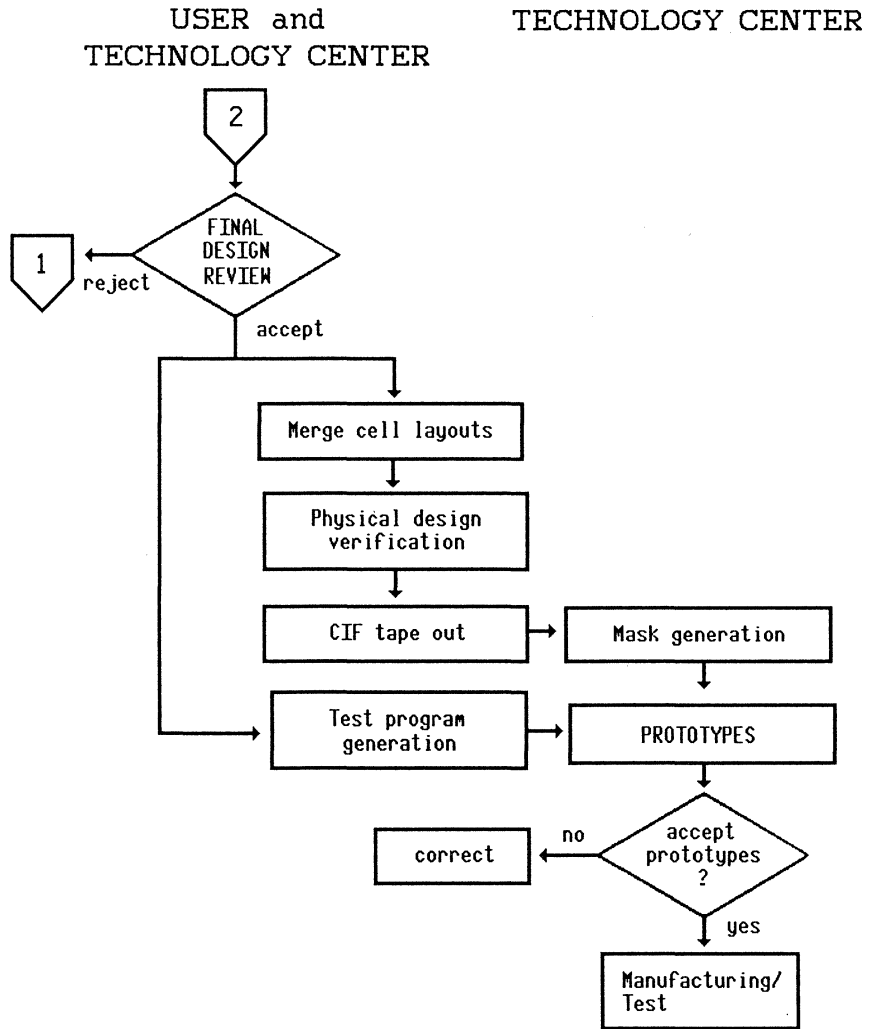 USER and
TECHNOLOGY CENTER
TECHNOLOGY CENTER
2
FINAL
DESIGN
REVIEW
1
reject
accept
Merge cell layouts
Physical design
verification
CIF tape out
Mask generation
Test program
generation
PROTOTYPES
accept
prototypes
?
no
correct
yes
Manufacturing/
Test